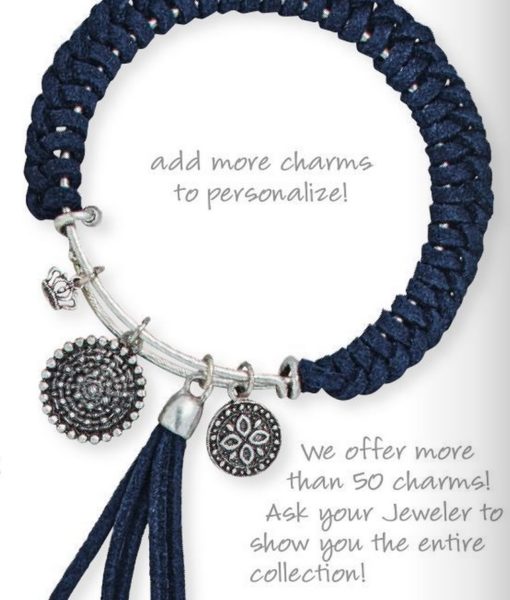 add more charms
to personalize!
We offer more
than 50 charms!
Ask your Jeweler to
show you the entire
collection!